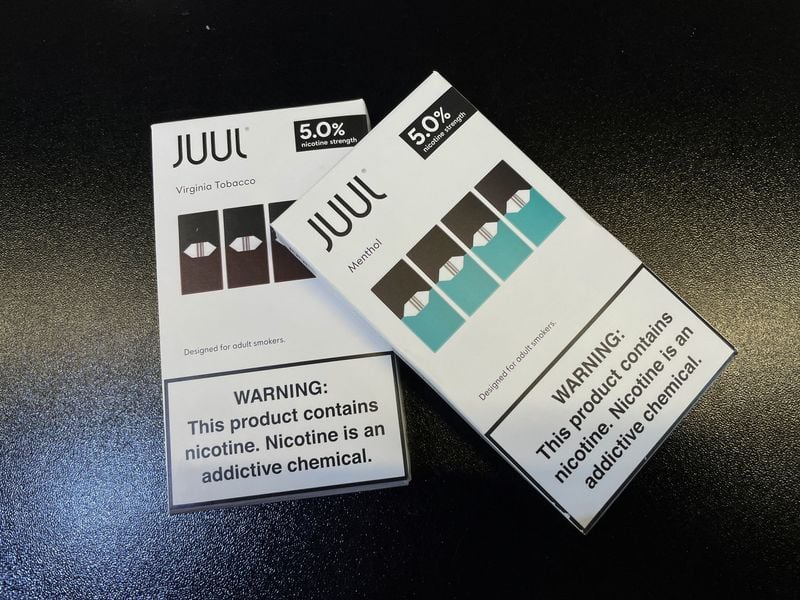 JUUL
5.0%
nicotine strength
Virginia Tobacco
Designed for adult smokers.
WARNING:
This product contains
nicotine. Nicotine is an
addictive chemical.
JUUL
5.0%
nicotine strength
Menthol
Designed for adult smokers.
WARNING:
This product contains
nicotine. Nicotine is an
addictive chemical.